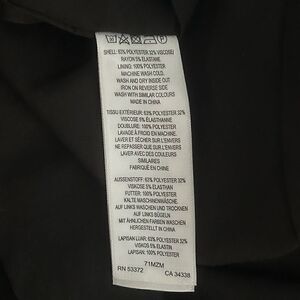 SHELL: 63% POLYESTER 32% VISCOSE/
RAYON 5% ELASTANE
LINING: 100% POLYESTER
MACHINE WASH COLD.
WASH AND DRY INSIDE OUT
IRON ON REVERSE SIDE
WASH WITH SIMILAR COLOURS
MADE IN CHINA
TISSU EXTÉRIEUR: 63% POLYESTER 32%
VISCOSE 5% ÉLASTHANNE
DOUBLURE: 100% POLYESTER
LAVAGE À FROID EN MACHINE.
LAVER ET SÉCHER SUR L'ENVERS
NE REPASSER QUE SUR L'ENVERS
LAVER AVEC DES COULEURS
SIMILAIRES
FABRIQUÉ EN CHINE
AUSSENSTOFF: 63% POLYESTER 32%
VISKOSE 5% ELASTHAN
FUTTER: 100% POLYESTER
KALTE MASCHINENWÄSCHE
AUF LINKS WASCHEN UND TROCKNEN
AUF LINKS BÜGELN
MIT ÄHNLICHEN FARBEN WASCHEN
HERGESTELLT IN CHINA
LAPISAN LUAR: 63% POLYESTER 32%
VISKOSA 5% ELASTAN
LAPISAN: 100% POLYESTER
71MZM
RN 53372 CA 34338